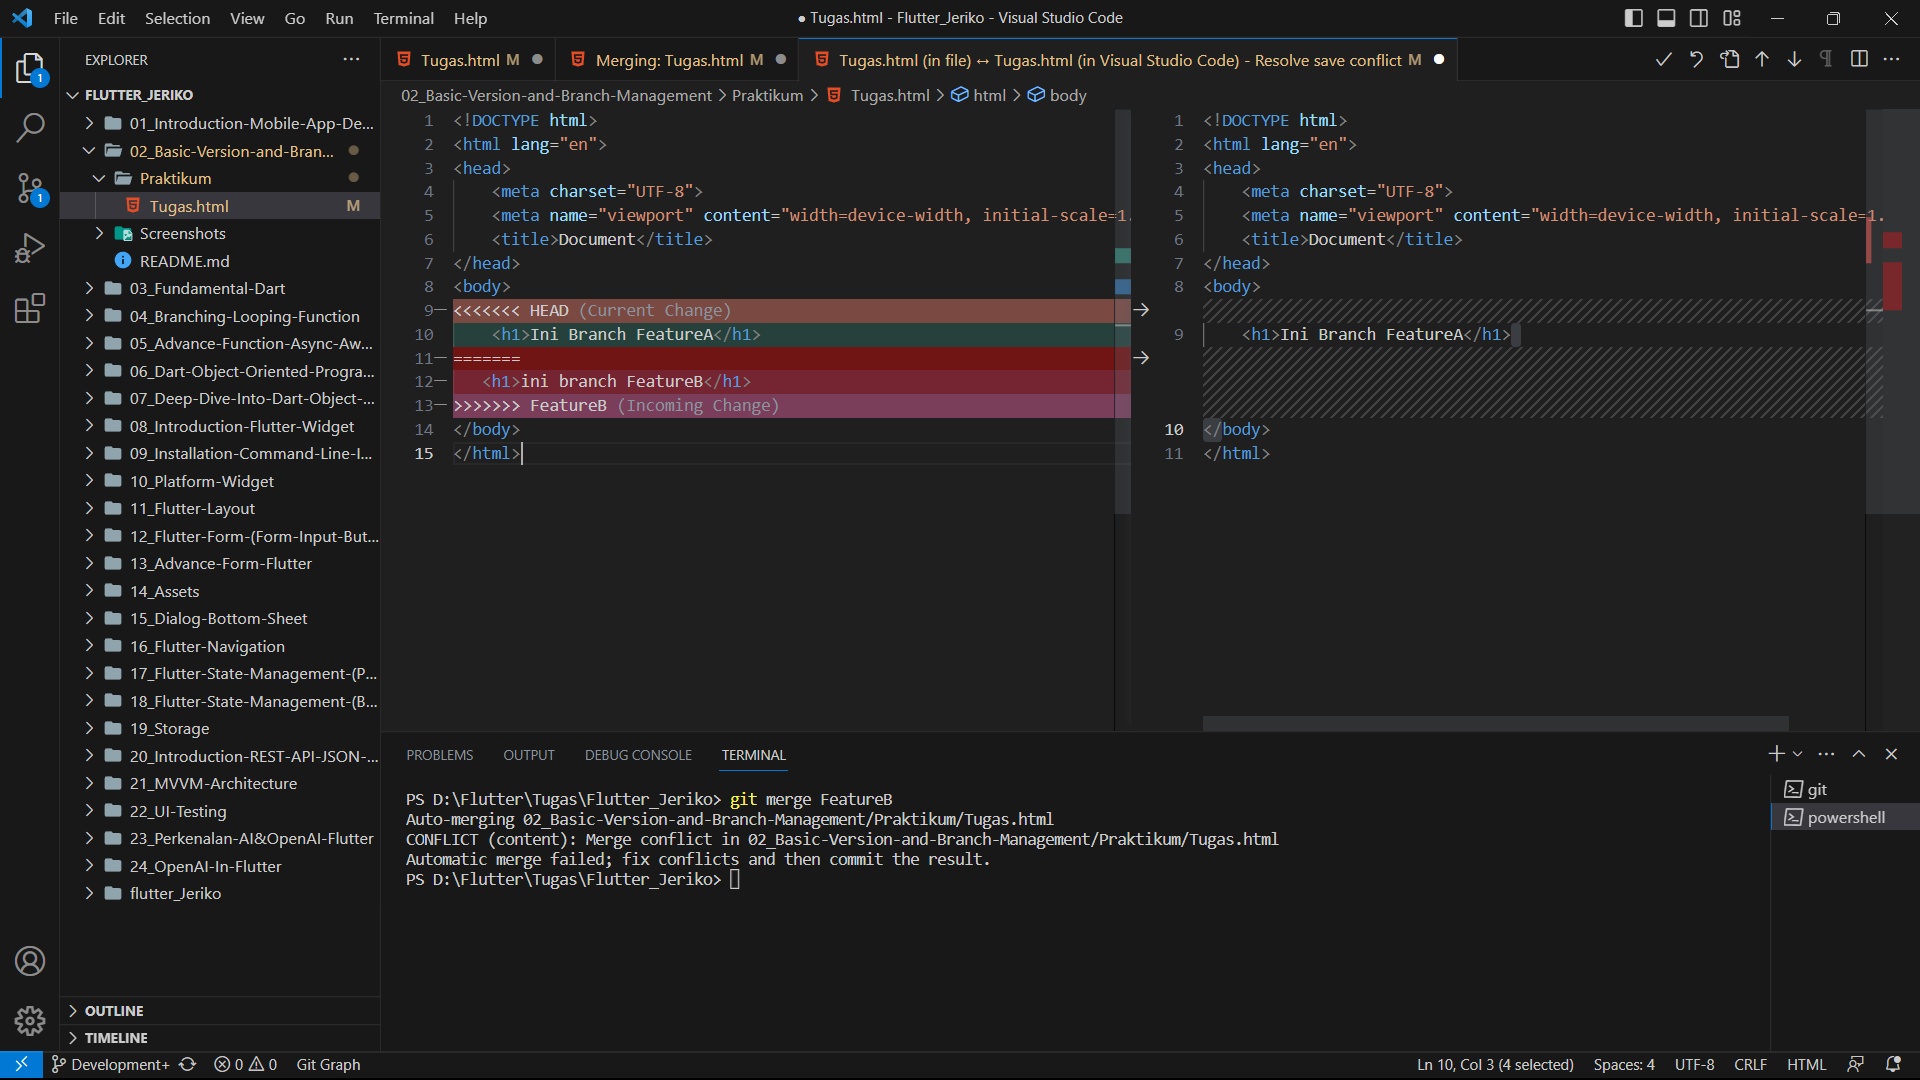 File Edit Selection View Go Run Terminal Help
● Tugas.html - Flutter_Jeriko - Visual Studio Code
EXPLORER
FLUTTER_JERIKO
01_Introduction-Mobile-App-De...
02_Basic-Version-and-Bran...
Praktikum
Tugas.html M
Screenshots
README.md
03_Fundamental-Dart
04_Branching-Looping-Function
05_Advance-Function-Async-Aw...
06_Dart-Object-Oriented-Progra...
07_Deep-Dive-Into-Dart-Object-...
08_Introduction-Flutter-Widget
09_Installation-Command-Line-I...
10_Platform-Widget
11_Flutter-Layout
12_Flutter-Form-(Form-Input-But...
13_Advance-Form-Flutter
14_Assets
15_Dialog-Bottom-Sheet
16_Flutter-Navigation
17_Flutter-State-Management-(P...
18_Flutter-State-Management-(B...
19_Storage
20_Introduction-REST-API-JSON-...
21_MVVM-Architecture
22_UI-Testing
23_Perkenalan-AI&OpenAI-Flutter
24_OpenAI-In-Flutter
flutter_Jeriko
OUTLINE
TIMELINE
1
1
Tugas.html M
Merging: Tugas.html M
Tugas.html (in file) ↔ Tugas.html (in Visual Studio Code) - Resolve save conflict M
02_Basic-Version-and-Branch-Management > Praktikum > Tugas.html > html > body
1 <!DOCTYPE html>
2 <html lang="en">
3 <head>
4 <meta charset="UTF-8">
5 <meta name="viewport" content="width=device-width, initial-scale=1.
6 <title>Document</title>
7 </head>
8 <body>
9 <<<<<<< HEAD (Current Change)
10 <h1>Ini Branch FeatureA</h1>
11 =======
12 <h1>ini branch FeatureB</h1>
13 >>>>>>> FeatureB (Incoming Change)
14 </body>
15 </html>
1 <!DOCTYPE html>
2 <html lang="en">
3 <head>
4 <meta charset="UTF-8">
5 <meta name="viewport" content="width=device-width, initial-scale=1.
6 <title>Document</title>
7 </head>
8 <body>
9 <h1>Ini Branch FeatureA</h1>
10 </body>
11 </html>
PROBLEMS OUTPUT DEBUG CONSOLE TERMINAL
PS D:\Flutter\Tugas\Flutter_Jeriko> git merge FeatureB
Auto-merging 02_Basic-Version-and-Branch-Management/Praktikum/Tugas.html
CONFLICT (content): Merge conflict in 02_Basic-Version-and-Branch-Management/Praktikum/Tugas.html
Automatic merge failed; fix conflicts and then commit the result.
PS D:\Flutter\Tugas\Flutter_Jeriko>
git
powershell
Development+ 0 0 Git Graph
Ln 10, Col 3 (4 selected) Spaces: 4 UTF-8 CRLF HTML